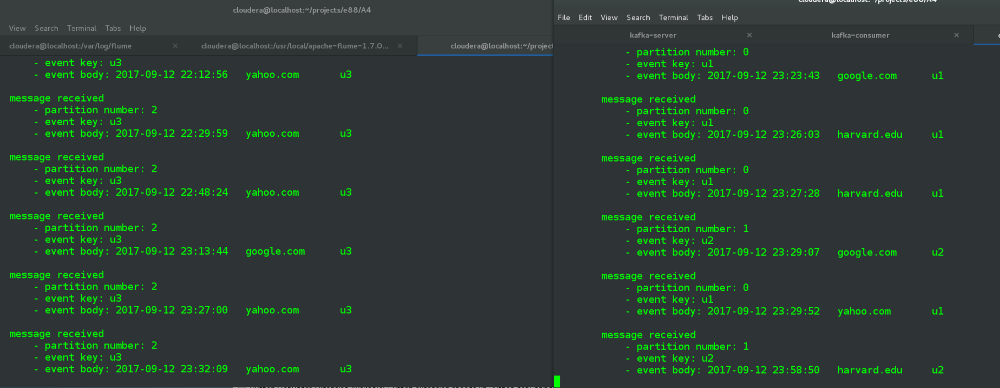 cloudera@localhost:~/projects/e88/A4
View Search Terminal Tabs Help
cloudera@localhost:/var/log/flume × cloudera@localhost:/usr/local/apache-flume-1.7.0... × cloudera@localhost:~/project
- event key: u3
- event body: 2017-09-12 22:12:56 yahoo.com u3
message received
- partition number: 2
- event key: u3
- event body: 2017-09-12 22:29:59 yahoo.com u3
message received
- partition number: 2
- event key: u3
- event body: 2017-09-12 22:48:24 yahoo.com u3
message received
- partition number: 2
- event key: u3
- event body: 2017-09-12 23:13:44 google.com u3
message received
- partition number: 2
- event key: u3
- event body: 2017-09-12 23:27:00 yahoo.com u3
message received
- partition number: 2
- event key: u3
- event body: 2017-09-12 23:32:09 yahoo.com u3
cloudera@localhost:~/projects/e88/A4
File Edit View Search Terminal Tabs Help
kafka-server × kafka-consumer ×
- partition number: 0
- event key: u1
- event body: 2017-09-12 23:23:43 google.com u1
message received
- partition number: 0
- event key: u1
- event body: 2017-09-12 23:26:03 harvard.edu u1
message received
- partition number: 0
- event key: u1
- event body: 2017-09-12 23:27:28 harvard.edu u1
message received
- partition number: 1
- event key: u2
- event body: 2017-09-12 23:29:07 google.com u2
message received
- partition number: 0
- event key: u1
- event body: 2017-09-12 23:29:52 yahoo.com u1
message received
- partition number: 1
- event key: u2
- event body: 2017-09-12 23:58:50 harvard.edu u2